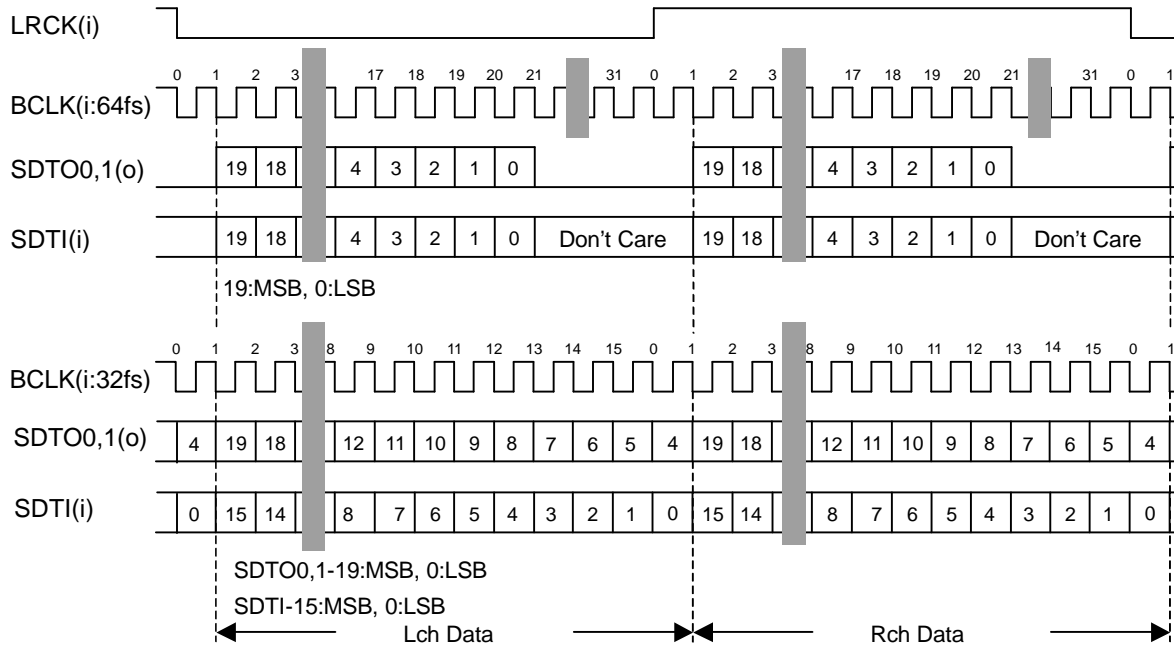 LRCK(i)
0 1 2 3 17 18 19 20 21 31 0 1 2 3 17 18 19 20 21 31 0 1
BCLK(i:64fs)
SDTO0,1(o) 19 18 4 3 2 1 0 19 18 4 3 2 1 0
SDTI(i) 19 18 4 3 2 1 0 Don't Care 19 18 4 3 2 1 0 Don't Care
19:MSB, 0:LSB
0 1 2 3 8 9 10 11 12 13 14 15 0 1 2 3 8 9 10 11 12 13 14 15 0 1
BCLK(i:32fs)
SDTO0,1(o) 4 19 18 12 11 10 9 8 7 6 5 4 19 18 12 11 10 9 8 7 6 5 4
SDTI(i) 0 15 14 8 7 6 5 4 3 2 1 0 15 14 8 7 6 5 4 3 2 1 0
SDTO0,1-19:MSB, 0:LSB
SDTI-15:MSB, 0:LSB
Lch Data Rch Data